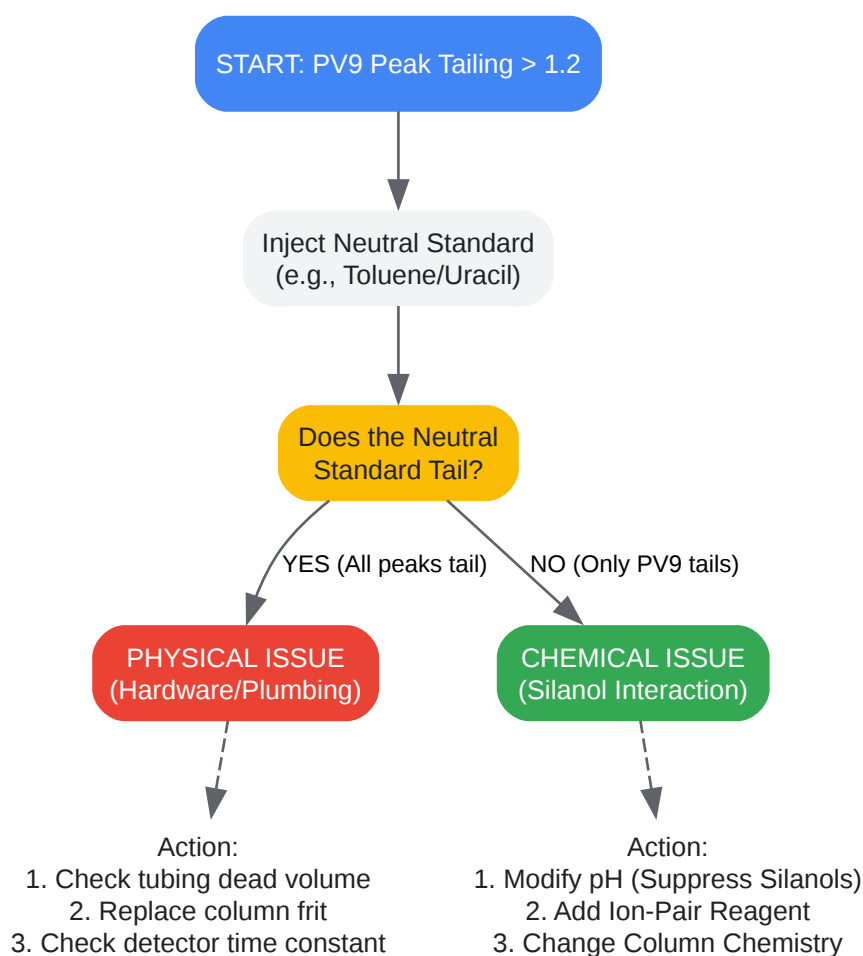 START: PV9 Peak Tailing > 1.2
Inject Neutral Standard
(e.g., Toluene/Uracil)
Does the Neutral
Standard Tail?
YES (All peaks tail)
NO (Only PV9 tails)
PHYSICAL ISSUE
(Hardware/Plumbing)
CHEMICAL ISSUE
(Silanol Interaction)
Action:
1. Check tubing dead volume
2. Replace column frit
3. Check detector time constant
Action:
1. Modify pH (Suppress Silanols)
2. Add Ion-Pair Reagent
3. Change Column Chemistry